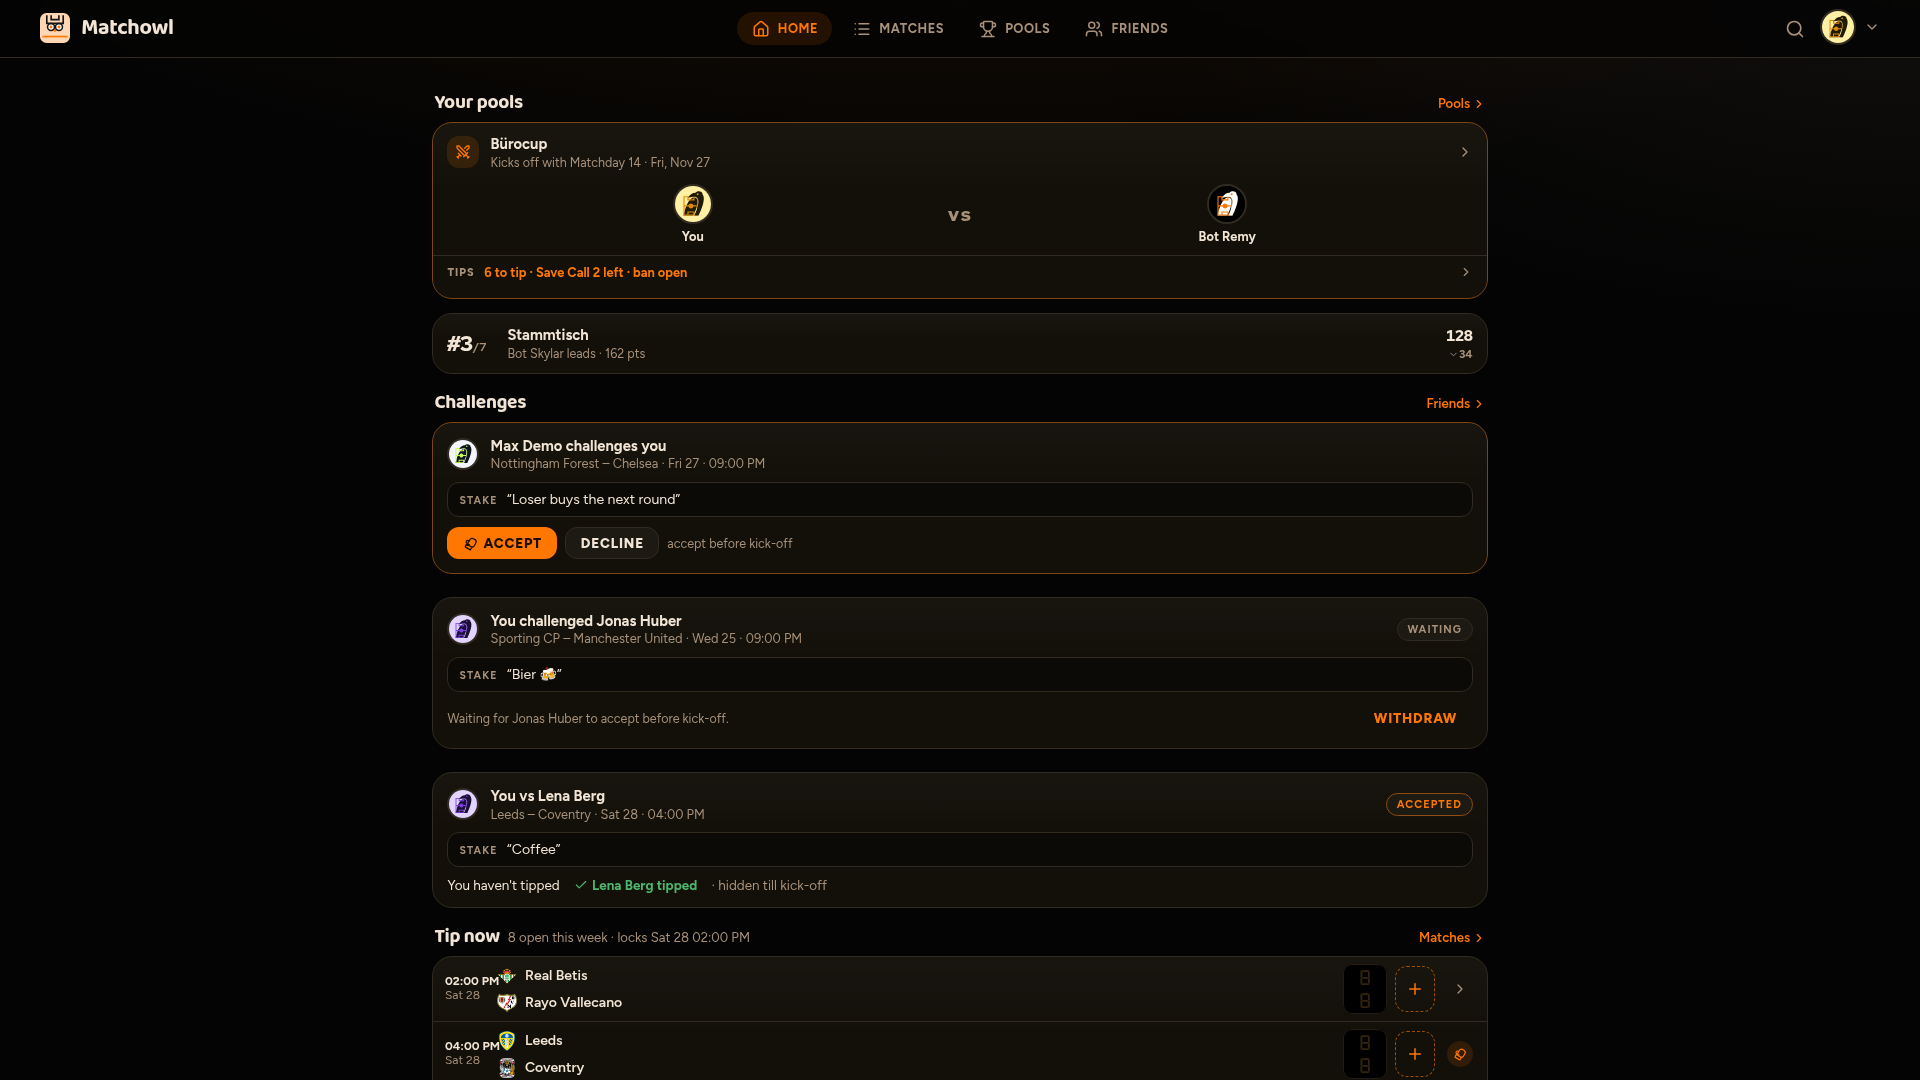 Matchowl
HOME
MATCHES
POOLS
FRIENDS
Your pools
Pools
Bürocup
Kicks off with Matchday 14 · Fri, Nov 27
You
VS
Bot Remy
TIPS 6 to tip · Save Call 2 left · ban open
#3/7
Stammtisch
Bot Skylar leads · 162 pts
128
34
Challenges
Friends
Max Demo challenges you
Nottingham Forest – Chelsea · Fri 27 · 09:00 PM
STAKE “Loser buys the next round”
ACCEPT
DECLINE
accept before kick-off
You challenged Jonas Huber
Sporting CP – Manchester United · Wed 25 · 09:00 PM
WAITING
STAKE “Bier 🍻”
Waiting for Jonas Huber to accept before kick-off.
WITHDRAW
You vs Lena Berg
Leeds – Coventry · Sat 28 · 04:00 PM
ACCEPTED
STAKE “Coffee”
You haven't tipped
Lena Berg tipped
· hidden till kick-off
Tip now
8 open this week · locks Sat 28 02:00 PM
Matches
02:00 PM
Sat 28
Real Betis
Rayo Vallecano
04:00 PM
Sat 28
Leeds
Coventry